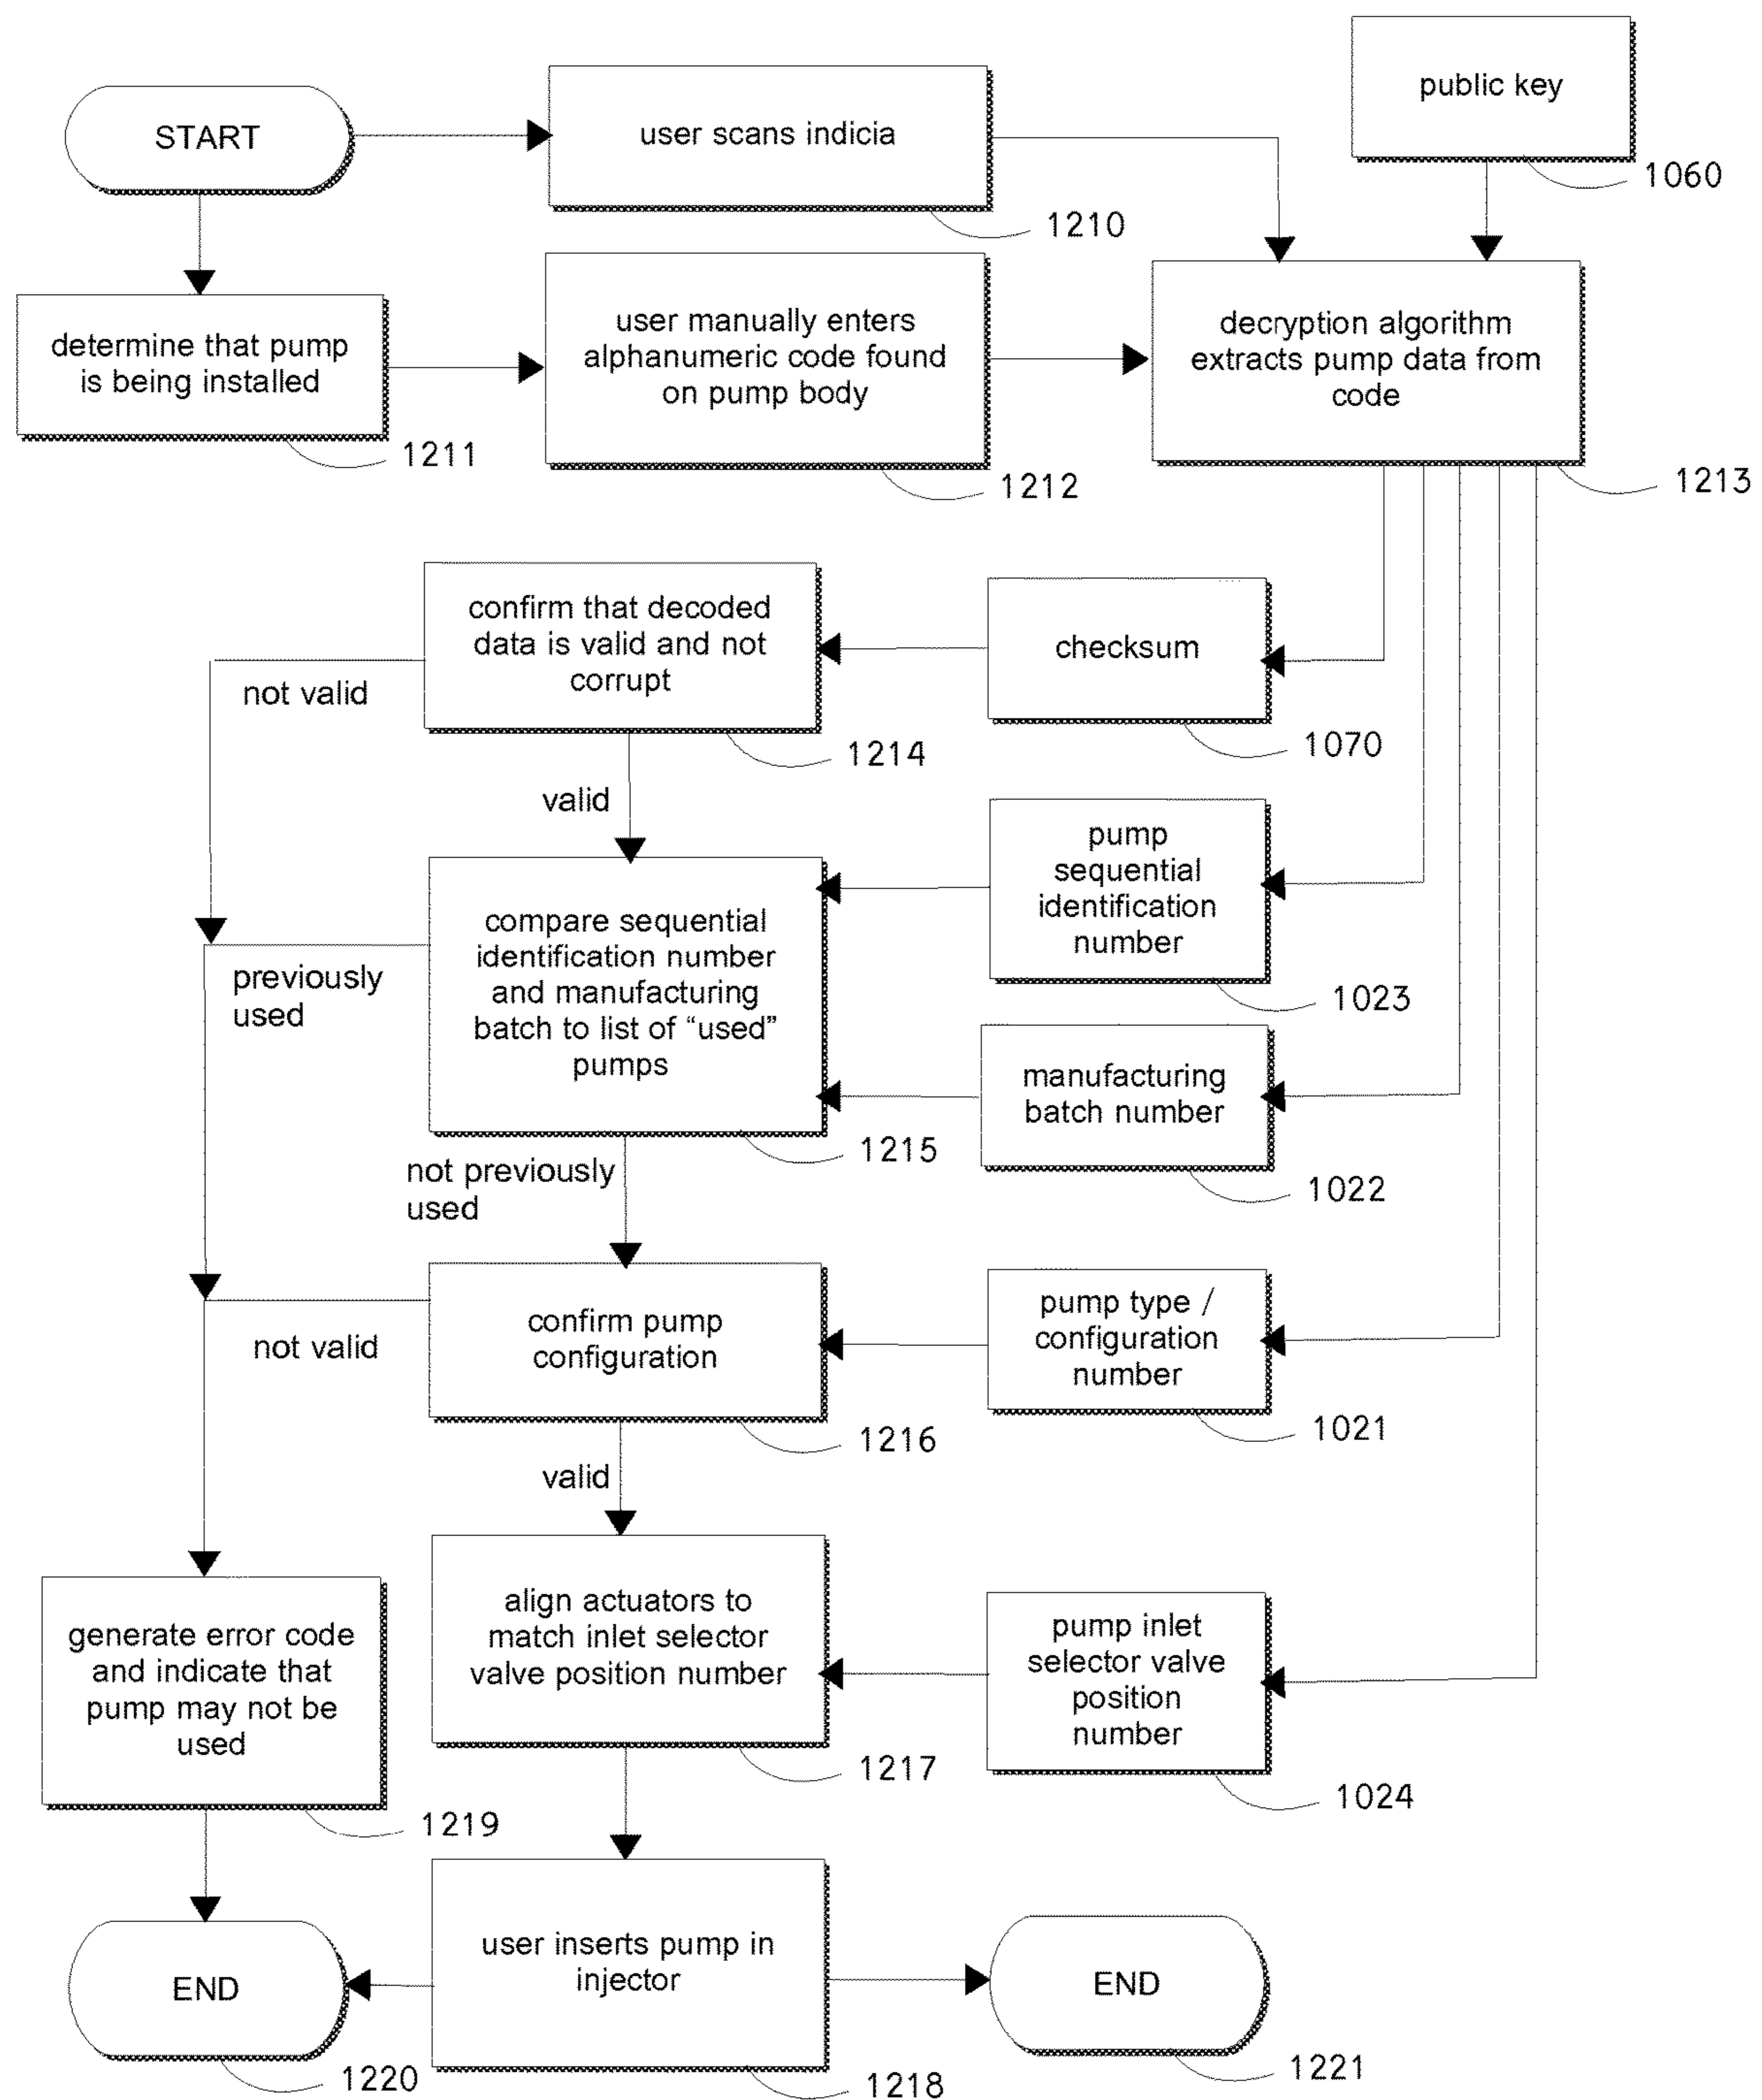 START
user scans indicia
1210
public key
1060
determine that pump
is being installed
1211
user manually enters
alphanumeric code found
on pump body
1212
decryption algorithm
extracts pump data from
code
1213
confirm that decoded
data is valid and not
corrupt
1214
checksum
1070
not valid
valid
compare sequential
identification number
and manufacturing
batch to list of “used”
pumps
1215
pump
sequential
identification
number
1023
previously
used
manufacturing
batch number
1022
not previously
used
confirm pump
configuration
1216
pump type /
configuration
number
1021
not valid
valid
generate error code
and indicate that
pump may not be
used
1219
align actuators to
match inlet selector
valve position number
1217
pump inlet
selector valve
position
number
1024
END
1220
user inserts pump in
injector
1218
END
1221